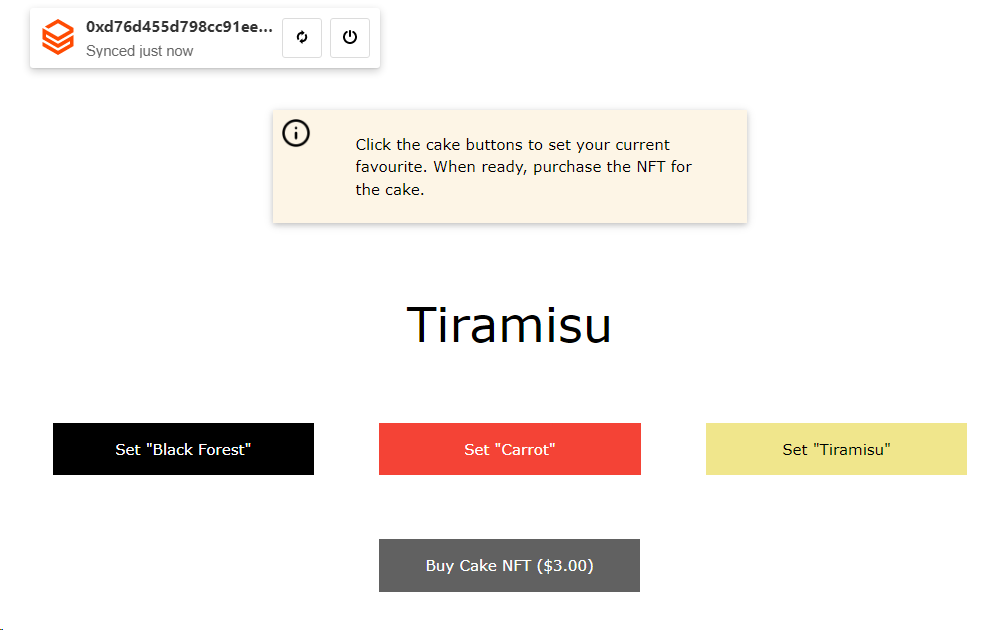 0xd76d455d798cc91ee...
Synced just now
Click the cake buttons to set your current
favourite. When ready, purchase the NFT for
the cake.
Tiramisu
Set "Black Forest"
Set "Carrot"
Set "Tiramisu"
Buy Cake NFT ($3.00)